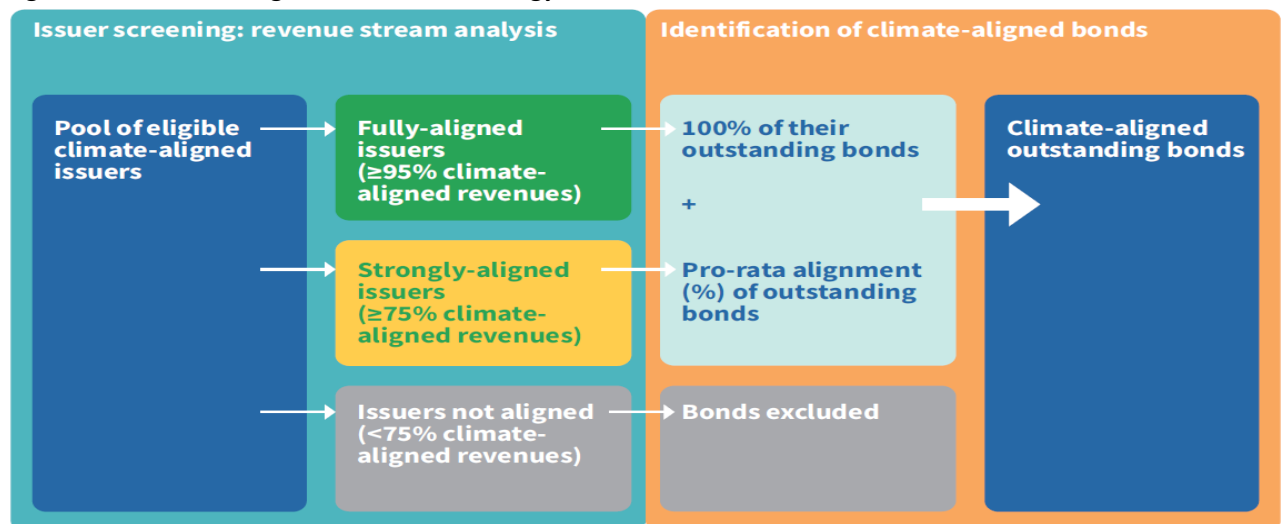 Issuer screening: revenue stream analysis
Identification of climate-aligned bonds
Pool of eligible
climate-aligned
issuers
Fully-aligned
issuers
(≥95% climate-
aligned revenues)
100% of their
outstanding bonds
+
Pro-rata alignment
(%) of outstanding
bonds
Climate-aligned
outstanding bonds
Strongly-aligned
issuers
(≥75% climate-
aligned revenues)
Issuers not aligned
(<75% climate-
aligned revenues)
Bonds excluded